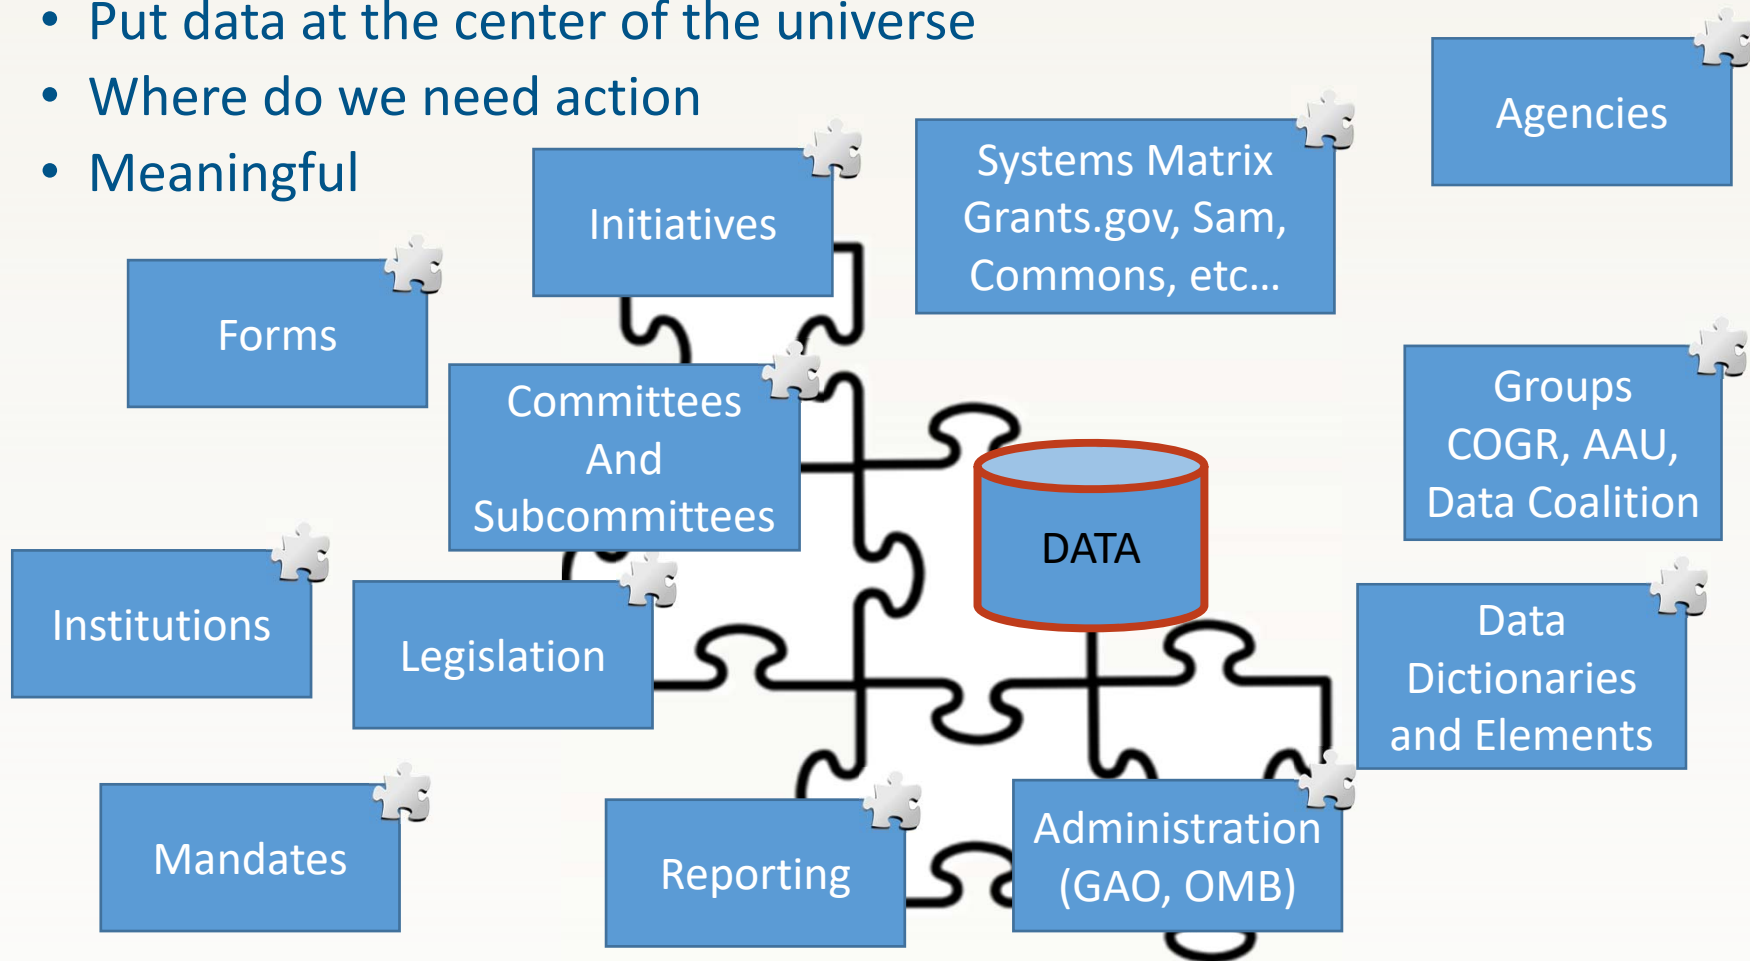 • Put data at the center of the universe
• Where do we need action
• Meaningful
Agencies
Systems Matrix
Grants.gov, Sam,
Commons, etc…
Initiatives
Forms
Committees
And
Subcommittees
Groups
COGR, AAU,
Data Coalition
DATA
Institutions
Legislation
Data
Dictionaries
and Elements
Mandates
Reporting
Administration
(GAO, OMB)